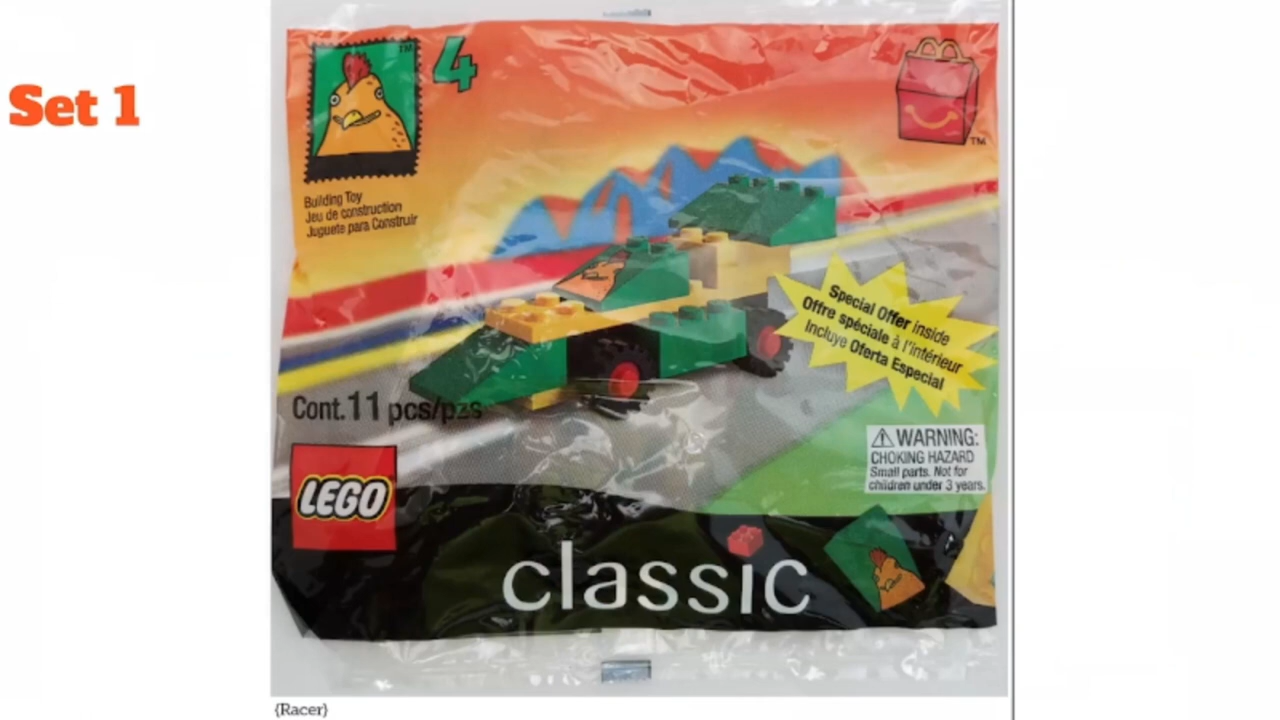 Set 1
TM
4
TM
Building Toy
Jeu de construction
Juguete para Construir
Special Offer inside
Offre spéciale à l'intérieur
Incluye Oferta Especial
Cont. 11 pcs/pzs
WARNING:
CHOKING HAZARD
Small parts. Not for
children under 3 years.
LEGO
classic
{Racer}